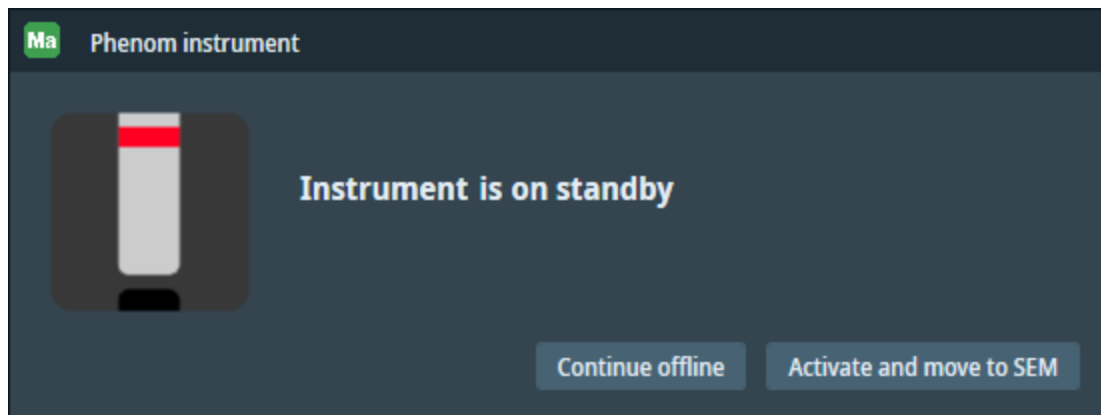 Ma Phenom instrument
Instrument is on standby
Continue offline Activate and move to SEM